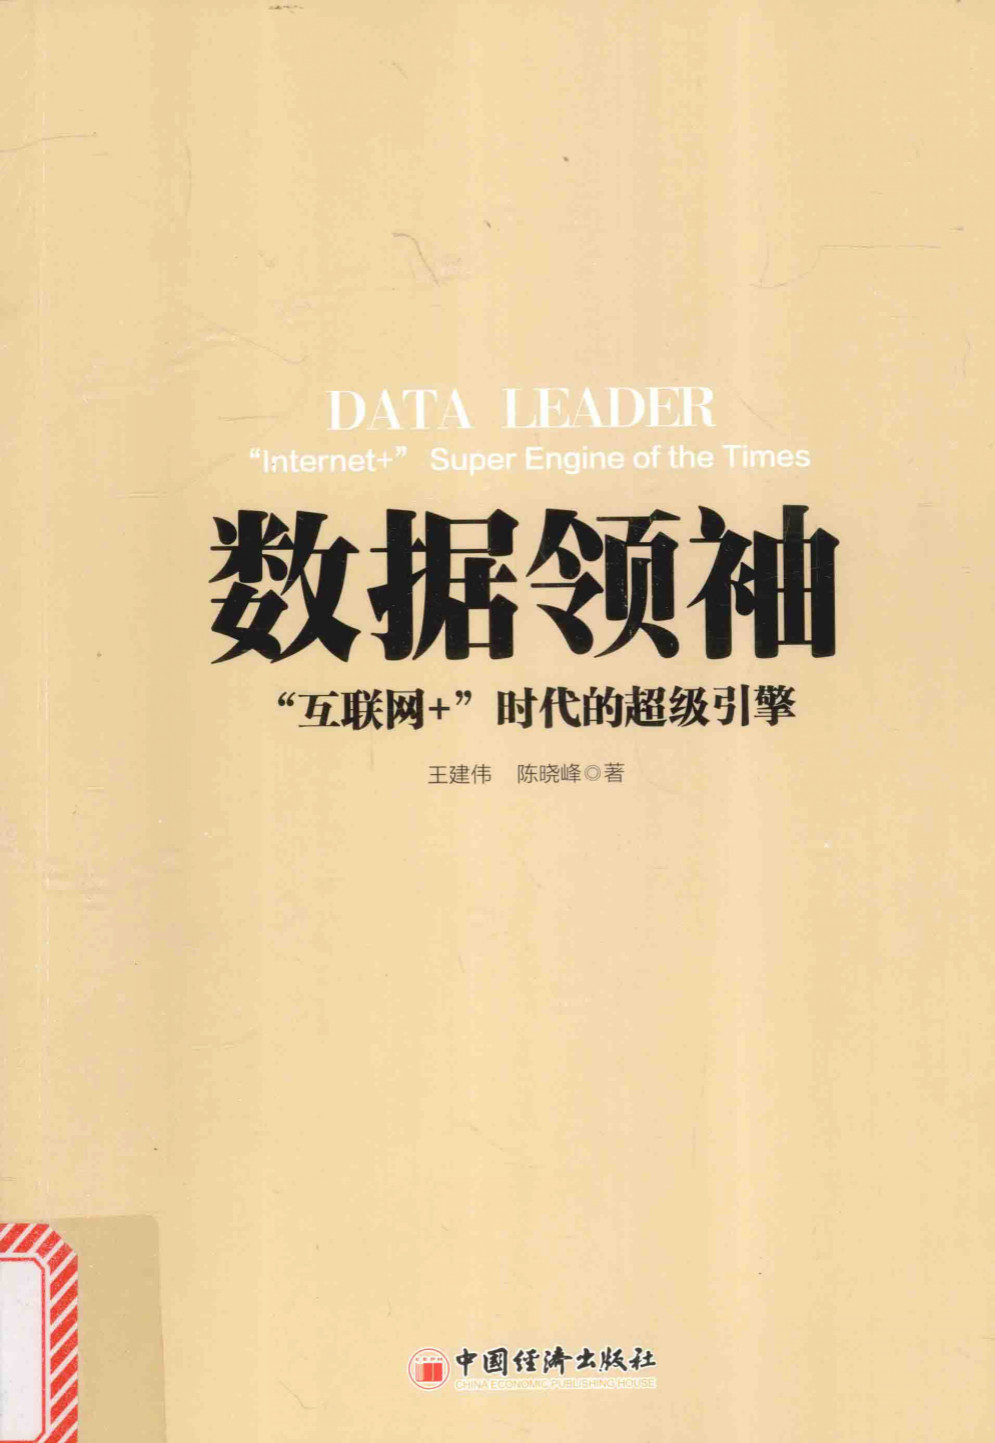 DATA LEADER
“Internet+” Super Engine of the Times
数据领袖
“互联网+”时代的超级引擎
王建伟 陈晓峰◎著
中国经济出版社
CHINA ECONOMIC PUBLISHING HOUSE